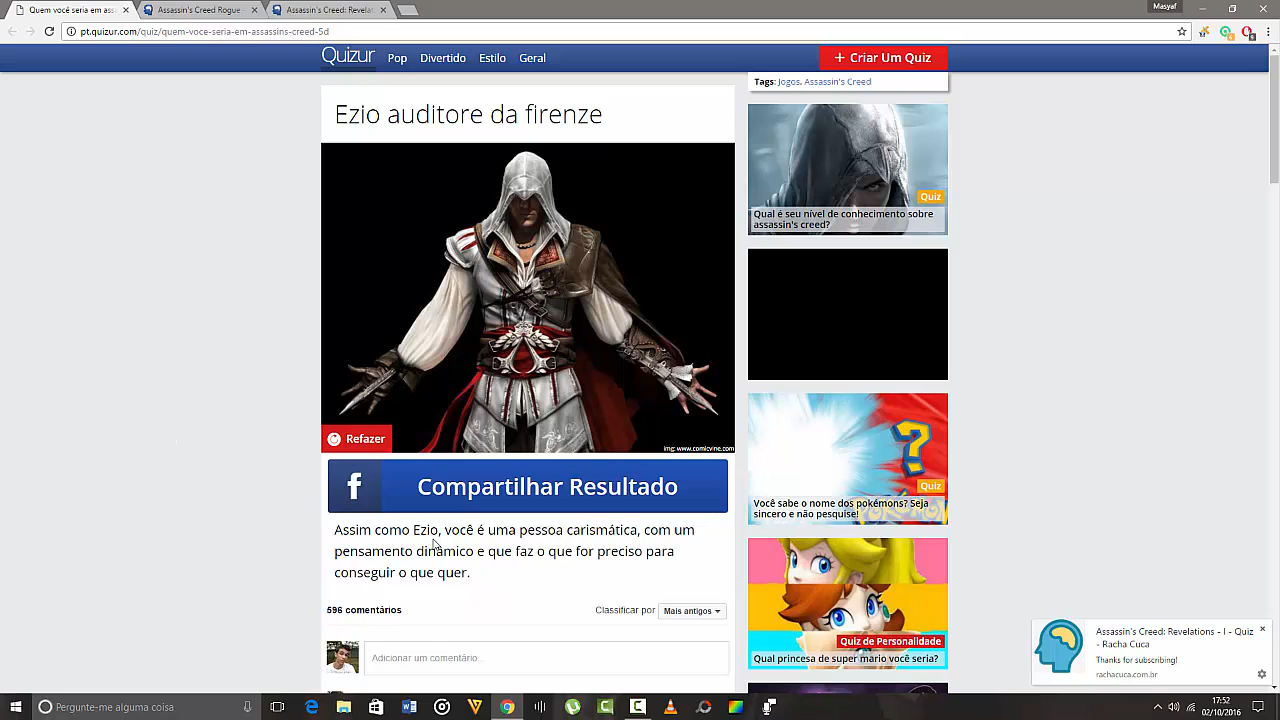 Masyaf
Quem você seria em ass
Assassin's Creed Rogue
Assassin's Creed: Revelat
pt.quizur.com/quiz/quem-voce-seria-em-assassins-creed-5d
Quizur
Pop
Divertido
Estilo
Geral
+ Criar Um Quiz
Tags: Jogos, Assassin's Creed
Ezio auditore da firenze
Quiz
Qual é seu nível de conhecimento sobre
assassin's creed?
Refazer
img: www.comicvine.com
f Compartilhar Resultado
Quiz
Você sabe o nome dos pokémons? Seja
sincero e não pesquise!
Assim como Ezio, você é uma pessoa carismática, com um
pensamento dinâmico e que faz o que for preciso para
conseguir o que quer.
596 comentários
Classificar por
Mais antigos
Adicionar um comentário...
Quiz de Personalidade
Qual princesa de super mario você seria?
Assassin's Creed: Revelations - I - Quiz
- Racha Cuca
Thanks for subscribing!
rachacuca.com.br
Pergunte-me alguma coisa
17:52
02/10/2016